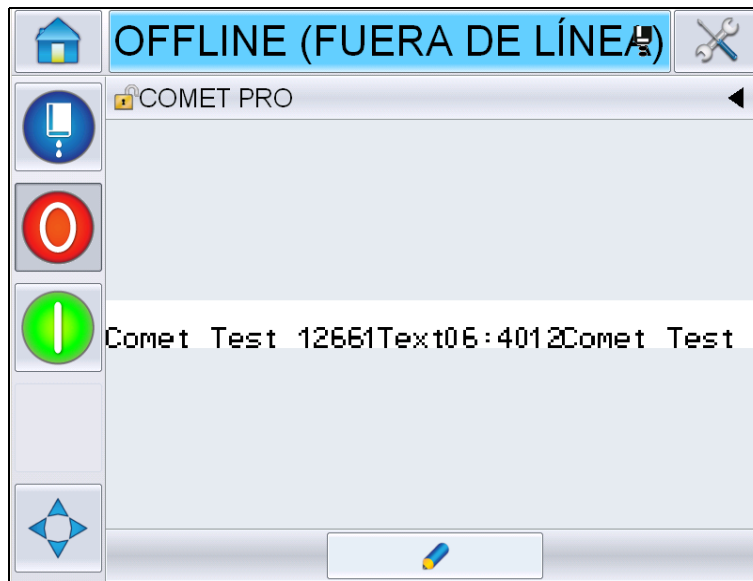 OFFLINE (FUERA DE LÍNEA)
COMET PRO
Comet Test 12661Text06:4012Comet Test